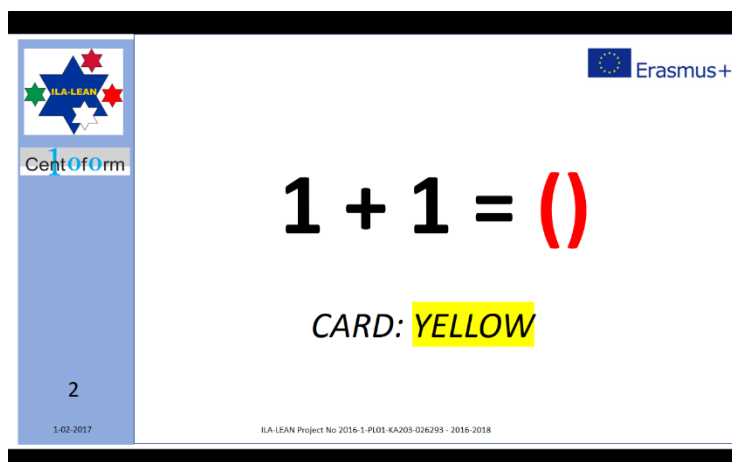 ILA-LEAN
Erasmus+
Centoform
1 + 1 = ()
CARD: YELLOW
2
1-02-2017
ILA-LEAN Project No 2016-1-PL01-KA203-026293 - 2016-2018